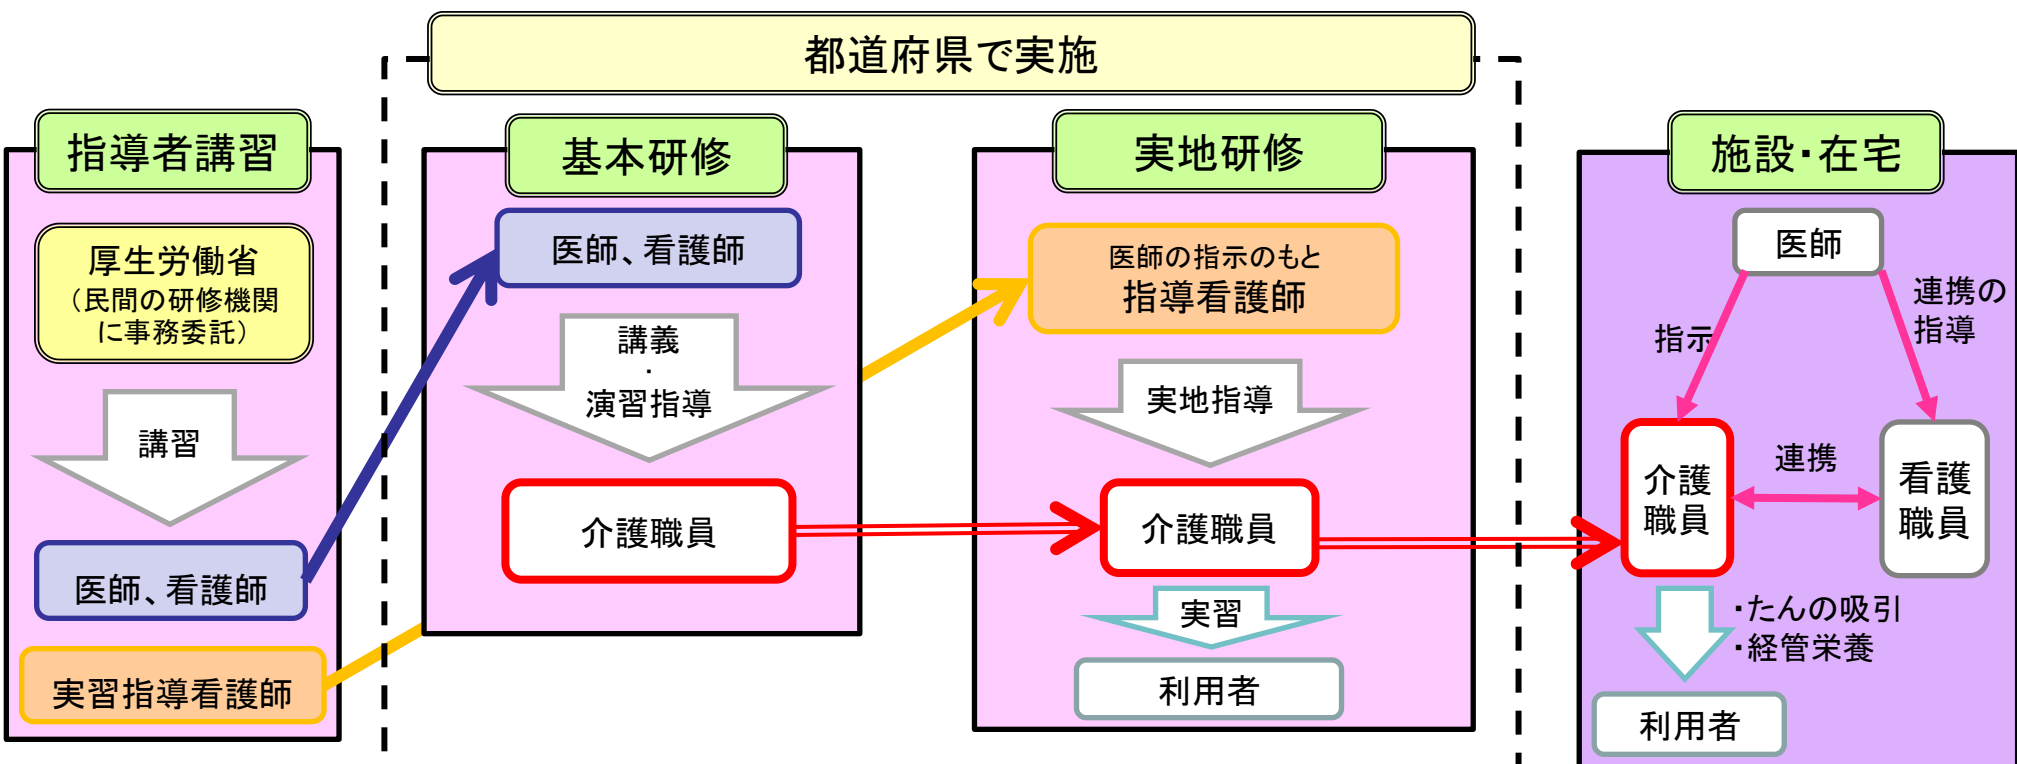 都道府県で実施
指導者講習
厚生労働省
（民間の研修機関
に事務委託）
講習
医師、看護師
実習指導看護師
基本研修
医師、看護師
講義
・
演習指導
介護職員
実地研修
医師の指示のもと
指導看護師
実地指導
介護職員
実習
利用者
施設・在宅
医師
指示
連携の
指導
介護
職員
連携
看護
職員
・たんの吸引
・経管栄養
利用者